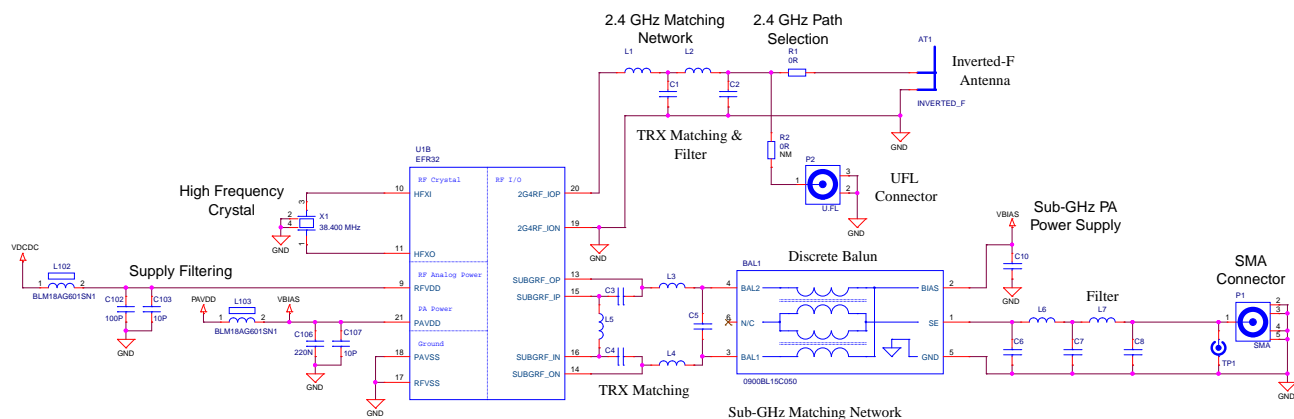 2.4 GHz Matching
Network
2.4 GHz Path
Selection
L1
L2
R1
0R
AT1
Inverted-F
Antenna
INVERTED_F
C1
C2
GND
TRX Matching &
Filter
R2
0R
NM
P2
1
3
2
U.FL
GND
UFL
Connector
U1B
EFR32
RF Crystal
RF I/O
High Frequency
Crystal
3
2
4
1
X1
38.400 MHz
GND
10
HFXI
11
HFXO
20
2G4RF_IOP
19
2G4RF_ION
GND
VDCDC
L102
1
2
BLM18AG601SN1
Supply Filtering
C102
100P
C103
10P
GND
PAVDD
L103
1
2
BLM18AG601SN1
VBIAS
C106
220N
C107
10P
GND
RF Analog Power
9
RFVDD
PA Power
21
PAVDD
Ground
18
PAVSS
17
RFVSS
GND
SUBGRF_OP
13
SUBGRF_IP
15
SUBGRF_IN
16
SUBGRF_ON
14
C3
L3
L5
C5
C4
L4
TRX Matching
Discrete Balun
BAL1
4
BAL2
6
N/C
3
BAL1
BIAS
2
SE
1
GND
5
0900BL15C050
Sub-GHz Matching Network
Sub-GHz PA
Power Supply
VBIAS
C10
GND
Filter
L6
L7
C6
C7
C8
TP1
SMA
Connector
P1
1
2
3
4
5
SMA
GND